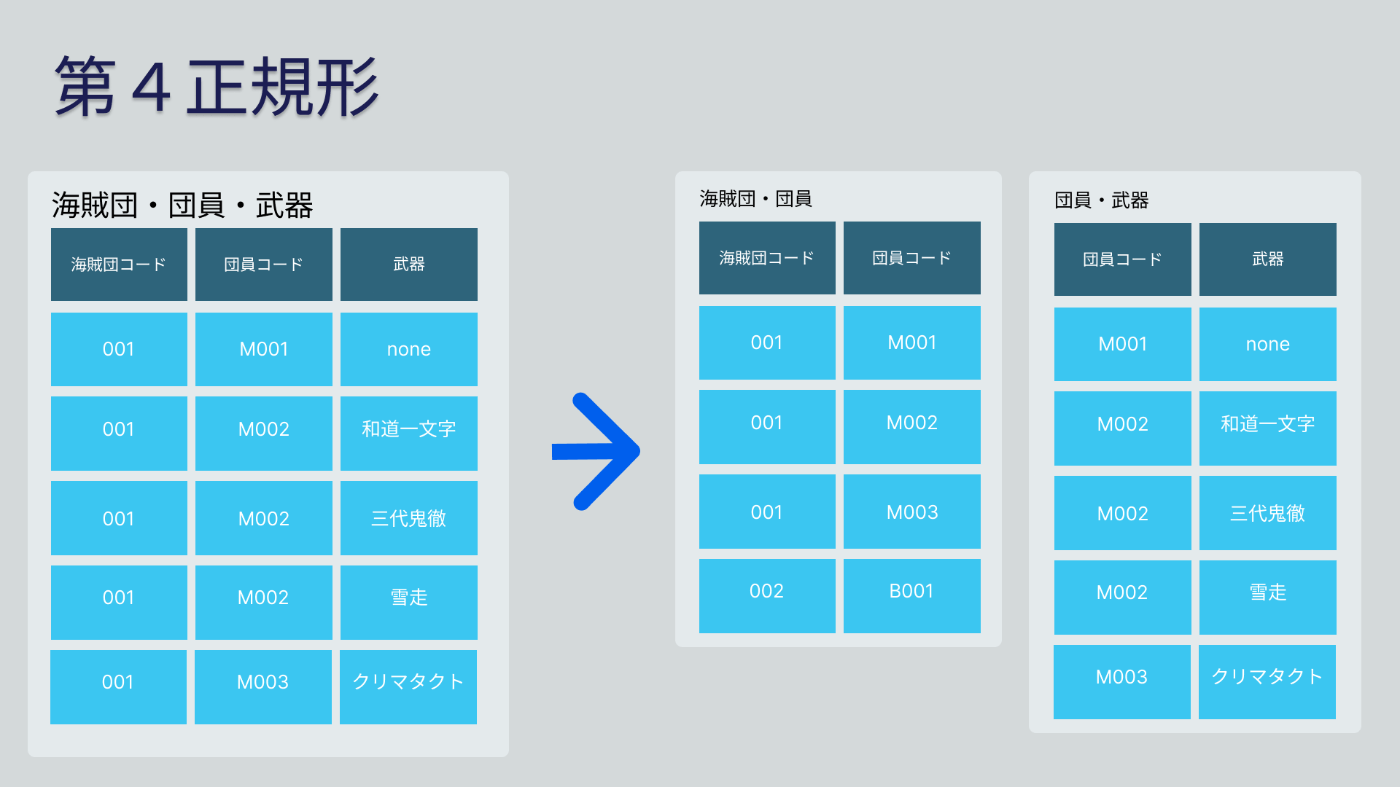 第４正規形
海賊団・団員・武器
海賊団コード 団員コード 武器
001 M001 none
001 M002 和道一文字
001 M002 三代鬼徹
001 M002 雪走
001 M003 クリマタクト
海賊団・団員
海賊団コード 団員コード
001 M001
001 M002
001 M003
002 B001
団員・武器
団員コード 武器
M001 none
M002 和道一文字
M002 三代鬼徹
M002 雪走
M003 クリマタクト